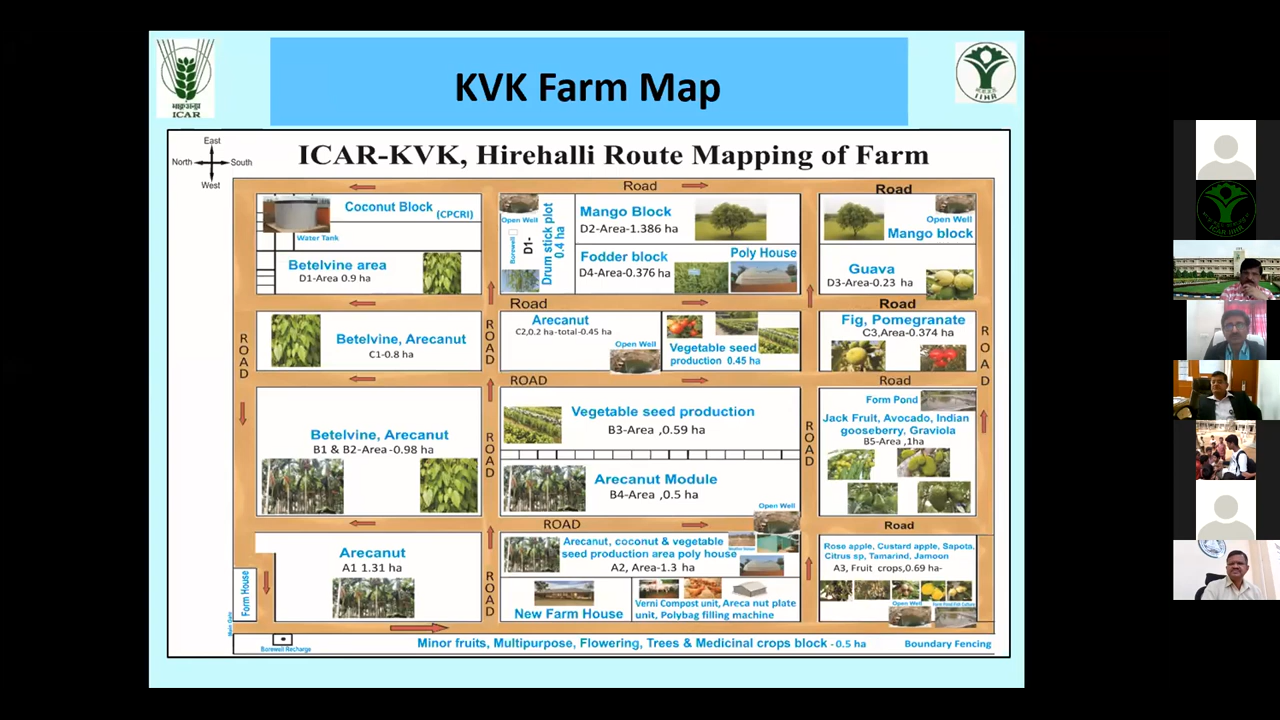 KVK Farm Map
ICAR
IIHR
ICAR-KVK, Hirehalli Route Mapping of Farm
East
North
South
West
Road
Road
Coconut Block (CPCRI)
Water Tank
Betelvine area
D1-Area 0.9 ha
Open Well
Borewell
D1-
Drum stick plot
0.4 ha
Mango Block
D2-Area-1.386 ha
Fodder block
D4-Area-0.376 ha
Poly House
Open Well
Mango block
Guava
D3-Area-0.23 ha
Road
Road
ROAD
ROAD
ROAD
Betelvine, Arecanut
C1-0.8 ha
Arecanut
C2,0.2 ha-total-0.45 ha
Open Well
Vegetable seed
production 0.45 ha
Fig, Pomegranate
C3,Area-0.374 ha
ROAD
Road
Betelvine, Arecanut
B1 & B2-Area -0.98 ha
ROAD
Vegetable seed production
B3-Area ,0.59 ha
Arecanut Module
B4-Area ,0.5 ha
Open Well
ROAD
Form Pond
Jack Fruit, Avocado, Indian
gooseberry, Graviola
B5-Area ,1ha
ROAD
Road
Arecanut
A1 1.31 ha
Form House
ROAD
Arecanut, coconut & vegetable
seed production area poly house
A2, Area-1.3 ha
New Farm House
Verni Compost unit, Areca nut plate
unit, Polybag filling machine
Rose apple, Custard apple, Sapota,
Citrus sp, Tamarind, Jamoon
A3, Fruit crops,0.69 ha-
Open Well
Form Pond Fish Culture
Main Gate
Borewell Recharge
Minor fruits, Multipurpose, Flowering, Trees & Medicinal crops block - 0.5 ha
Boundary Fencing